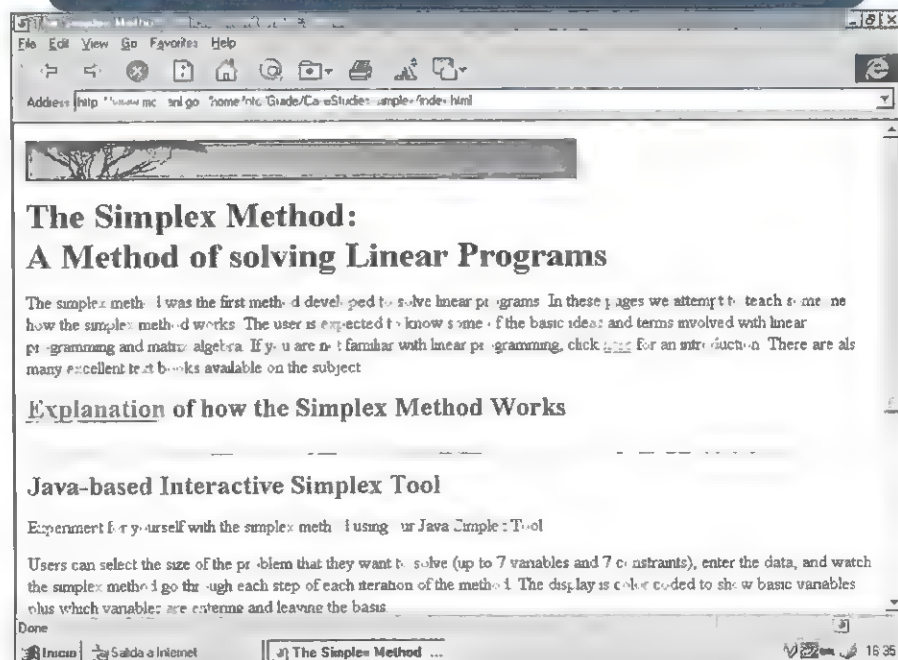 The Simplex Method
File Edit View Go Favorites Help
Address http
The Simplex Method:
A Method of solving Linear Programs
The simplex method was the first method developed to solve linear programs. In these pages we attempt to teach someone
how the simplex method works. The user is expected to know some of the basic ideas and terms involved with linear
programming and matrix algebra. If you are not familiar with linear programming, click here for an introduction. There are als
many excellent text books available on the subject
Explanation of how the Simplex Method Works
Java-based Interactive Simplex Tool
Experiment for yourself with the simplex method using our Java Simplex Tool
Users can select the size of the problem that they want to solve (up to 7 variables and 7 constraints), enter the data, and watch
the simplex method go through each step of each iteration of the method. The display is color coded to show basic variables
plus which variables are entering and leaving the basis.
Done
Inicio Salida a Internet The Simplex Method ... 16:35